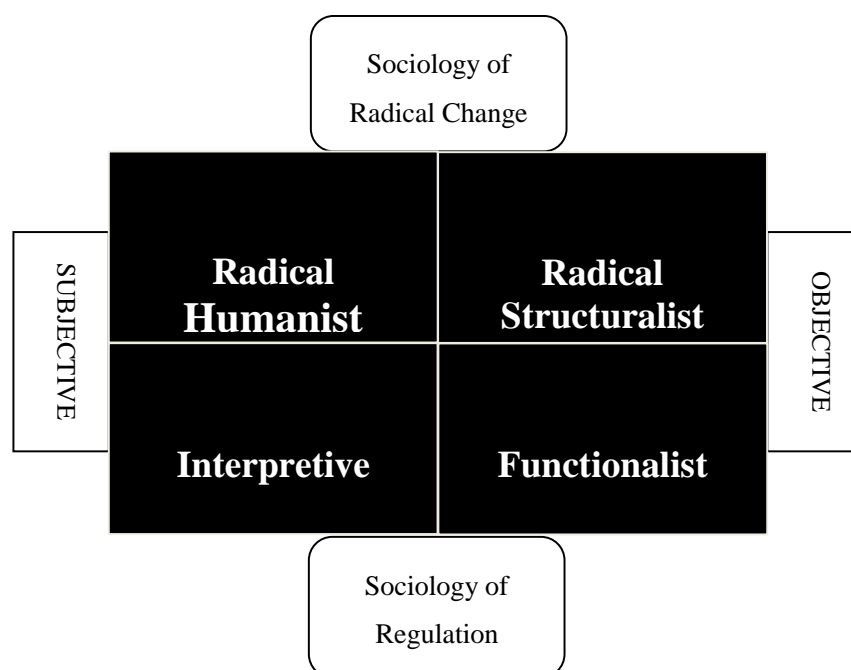 Sociology of
Radical Change
SUBJECTIVE
Radical
Humanist
Radical
Structuralist
OBJECTIVE
Interpretive
Functionalist
Sociology of
Regulation